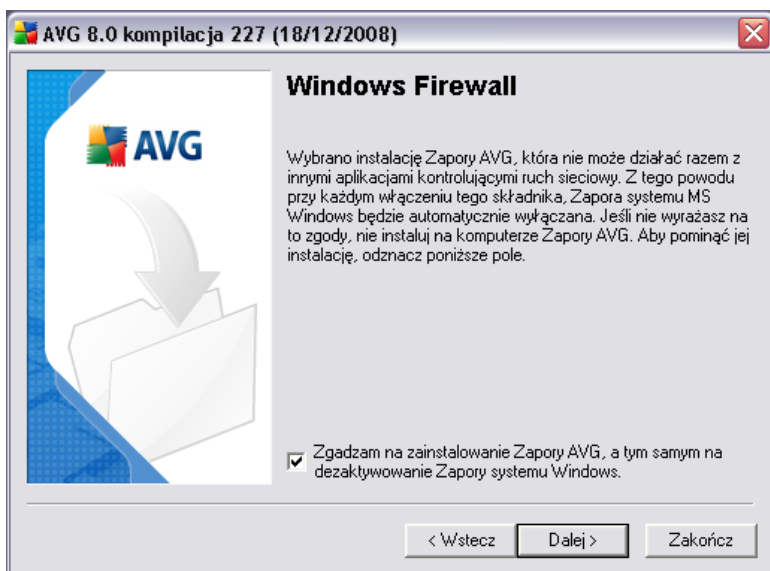 AVG 8.0 kompilacja 227 (18/12/2008)
AVG
Windows Firewall
Wybrano instalację Zapory AVG, która nie może działać razem z
innymi aplikacjami kontrolującymi ruch sieciowy. Z tego powodu
przy każdym włączeniu tego składnika, Zapora systemu MS
Windows będzie automatycznie wyłączana. Jeśli nie wyrażasz na
to zgody, nie instaluj na komputerze Zapory AVG. Aby pominąć jej
instalację, odznacz poniższe pole.
Zgadzam na zainstalowanie Zapory AVG, a tym samym na
dezaktywowanie Zapory systemu Windows.
< Wstecz Dalej > Zakończ